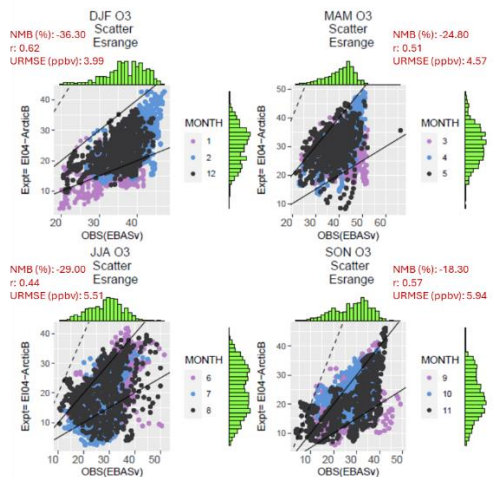 DJF O3
Scatter
Esrange
NMB (%): -36.30
r: 0.62
URMSE (ppbv): 3.99
Expt= EI04-ArcticB
40
30
20
10
20
30
40
OBS(EBASv)
MONTH
1
2
12
MAM O3
Scatter
Esrange
NMB (%): -24.80
r: 0.51
URMSE (ppbv): 4.57
Expt= EI04-ArcticB
50
40
30
20
10
20
30
40
50
60
OBS(EBASv)
MONTH
3
4
5
JJA O3
Scatter
Esrange
NMB (%): -29.00
r: 0.44
URMSE (ppbv): 5.51
Expt= EI04-ArcticB
40
30
20
10
10
20
30
40
50
OBS(EBASv)
MONTH
6
7
8
SON O3
Scatter
Esrange
NMB (%): -18.30
r: 0.57
URMSE (ppbv): 5.94
Expt= EI04-ArcticB
40
30
20
10
10
20
30
40
50
OBS(EBASv)
MONTH
9
10
11